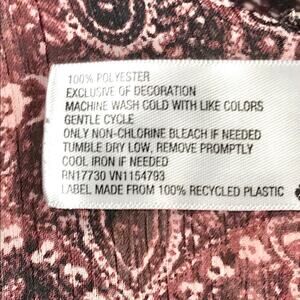 100% POLYESTER
EXCLUSIVE OF DECORATION
MACHINE WASH COLD WITH LIKE COLORS
GENTLE CYCLE
ONLY NON-CHLORINE BLEACH IF NEEDED
TUMBLE DRY LOW, REMOVE PROMPTLY
COOL IRON IF NEEDED
RN17730 VN1154793
LABEL MADE FROM 100% RECYCLED PLASTIC